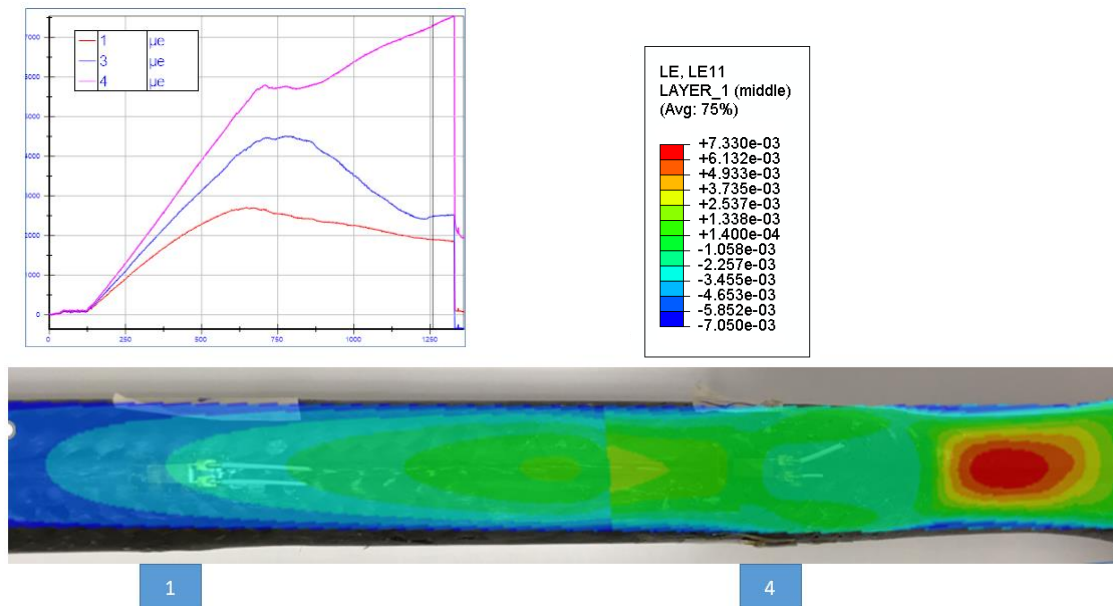 7000
6000
5000
4000
3000
2000
1000
0
0 250 500 750 1000 1250
1 µe
3 µe
4 µe
LE, LE11
LAYER_1 (middle)
(Avg: 75%)
+7.330e-03
+6.132e-03
+4.933e-03
+3.735e-03
+2.537e-03
+1.338e-03
+1.400e-04
-1.058e-03
-2.257e-03
-3.455e-03
-4.653e-03
-5.852e-03
-7.050e-03
1
4